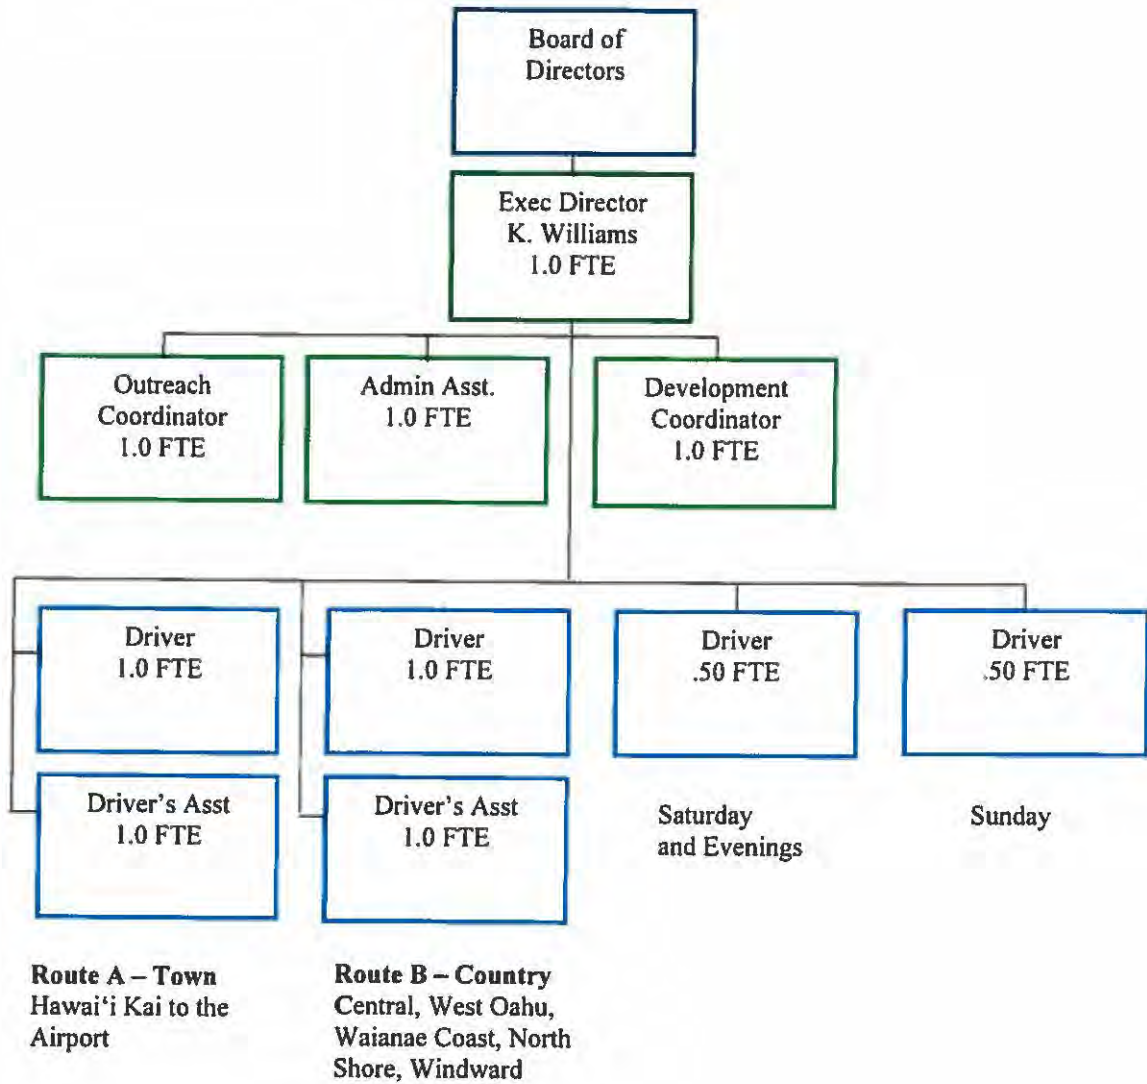 Board of
Directors
Exec Director
K. Williams
1.0 FTE
Outreach
Coordinator
1.0 FTE
Admin Asst.
1.0 FTE
Development
Coordinator
1.0 FTE
Driver
1.0 FTE
Driver
1.0 FTE
Driver
.50 FTE
Driver
.50 FTE
Driver's Asst
1.0 FTE
Driver's Asst
1.0 FTE
Saturday
and Evenings
Sunday
Route A – Town
Hawai‘i Kai to the
Airport
Route B – Country
Central, West Oahu,
Waianae Coast, North
Shore, Windward